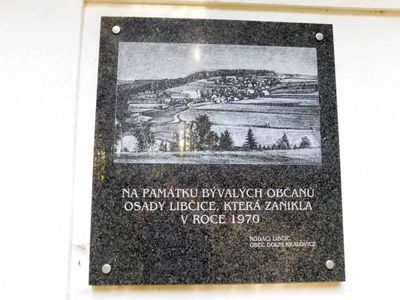 NA PAMÁTKU BÝVALÝCH OBČANŮ
OSADY LIBČICE, KTERÁ ZANIKLA
V ROCE 1970
RODÁCI LIBČIC
OBEC DOLNÍ KRALOVICE